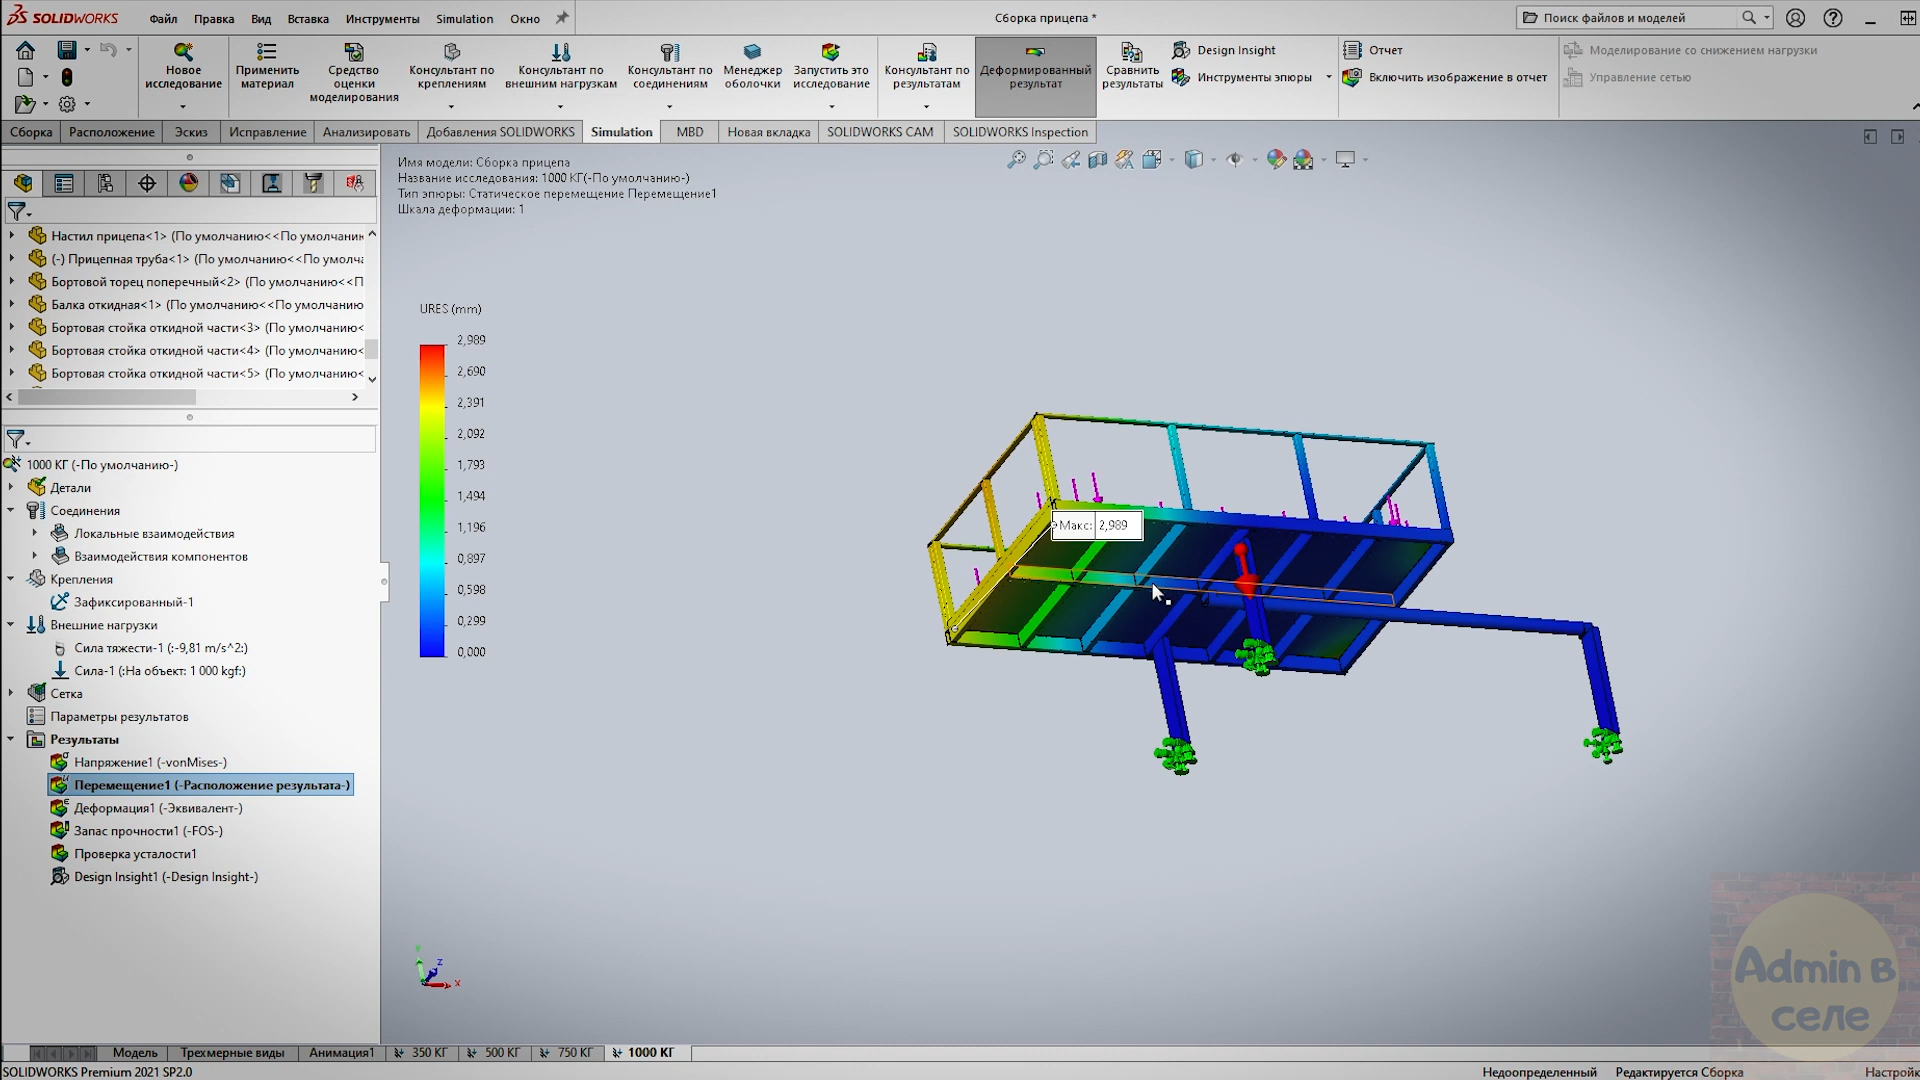 SOLIDWORKS Файл Правка Вид Вставка Инструменты Simulation Окно Сборка прицепа * Поиск файлов и моделей
Новое исследование
Применить материал
Средство оценки моделирования
Консультант по креплениям
Консультант по внешним нагрузкам
Консультант по соединениям
Менеджер оболочки
Запустить это исследование
Консультант по результатам
Деформированный результат
Сравнить результаты
Design Insight
Инструменты эпюры
Отчет
Включить изображение в отчет
Моделирование со снижением нагрузки
Управление сетью
Сборка Расположение Эскиз Исправление Анализировать Добавления SOLIDWORKS Simulation MBD Новая вкладка SOLIDWORKS CAM SOLIDWORKS Inspection
Имя модели: Сборка прицепа
Название исследования: 1000 КГ(-По умолчанию-)
Тип эпюры: Статическое перемещение Перемещение1
Шкала деформации: 1
Настил прицепа<1> (По умолчанию<<По умолчани
(-) Прицепная труба<1> (По умолчанию<<По умолча
Бортовой торец поперечный<2> (По умолчанию<<П
Балка откидная<1> (По умолчанию<<По умолчанию
Бортовая стойка откидной части<3> (По умолчанию<
Бортовая стойка откидной части<4> (По умолчанию<
Бортовая стойка откидной части<5> (По умолчанию<
1000 КГ (-По умолчанию-)
Детали
Соединения
Локальные взаимодействия
Взаимодействия компонентов
Крепления
Зафиксированный-1
Внешние нагрузки
Сила тяжести-1 (:-9,81 m/s^2:)
Сила-1 (:На объект: 1 000 kgf:)
Сетка
Параметры результатов
Результаты
Напряжение1 (-vonMises-)
Перемещение1 (-Расположение результата-)
Деформация1 (-Эквивалент-)
Запас прочности1 (-FOS-)
Проверка усталости1
Design Insight1 (-Design Insight-)
URES (mm)
2,989
2,690
2,391
2,092
1,793
1,494
1,196
0,897
0,598
0,299
0,000
Макс: 2,989
Y
Z
X
Admin в
селе
Модель Трехмерные виды Анимация1 350 КГ 500 КГ 750 КГ 1000 КГ
SOLIDWORKS Premium 2021 SP2.0 Недоопределенный Редактируется Сборка Настройк